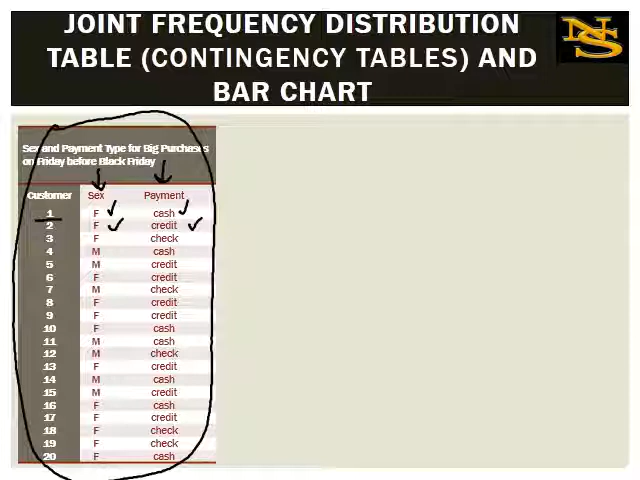 JOINT FREQUENCY DISTRIBUTION
TABLE (CONTINGENCY TABLES) AND
BAR CHART
NS
Sex and Payment Type for Big Purchases
on Friday before Black Friday
Customer Sex Payment
1 F cash
2 F credit
3 F check
4 M cash
5 M credit
6 F credit
7 M check
8 F credit
9 F credit
10 F cash
11 M cash
12 M check
13 F credit
14 M cash
15 M credit
16 F cash
17 F credit
18 F check
19 F check
20 F cash